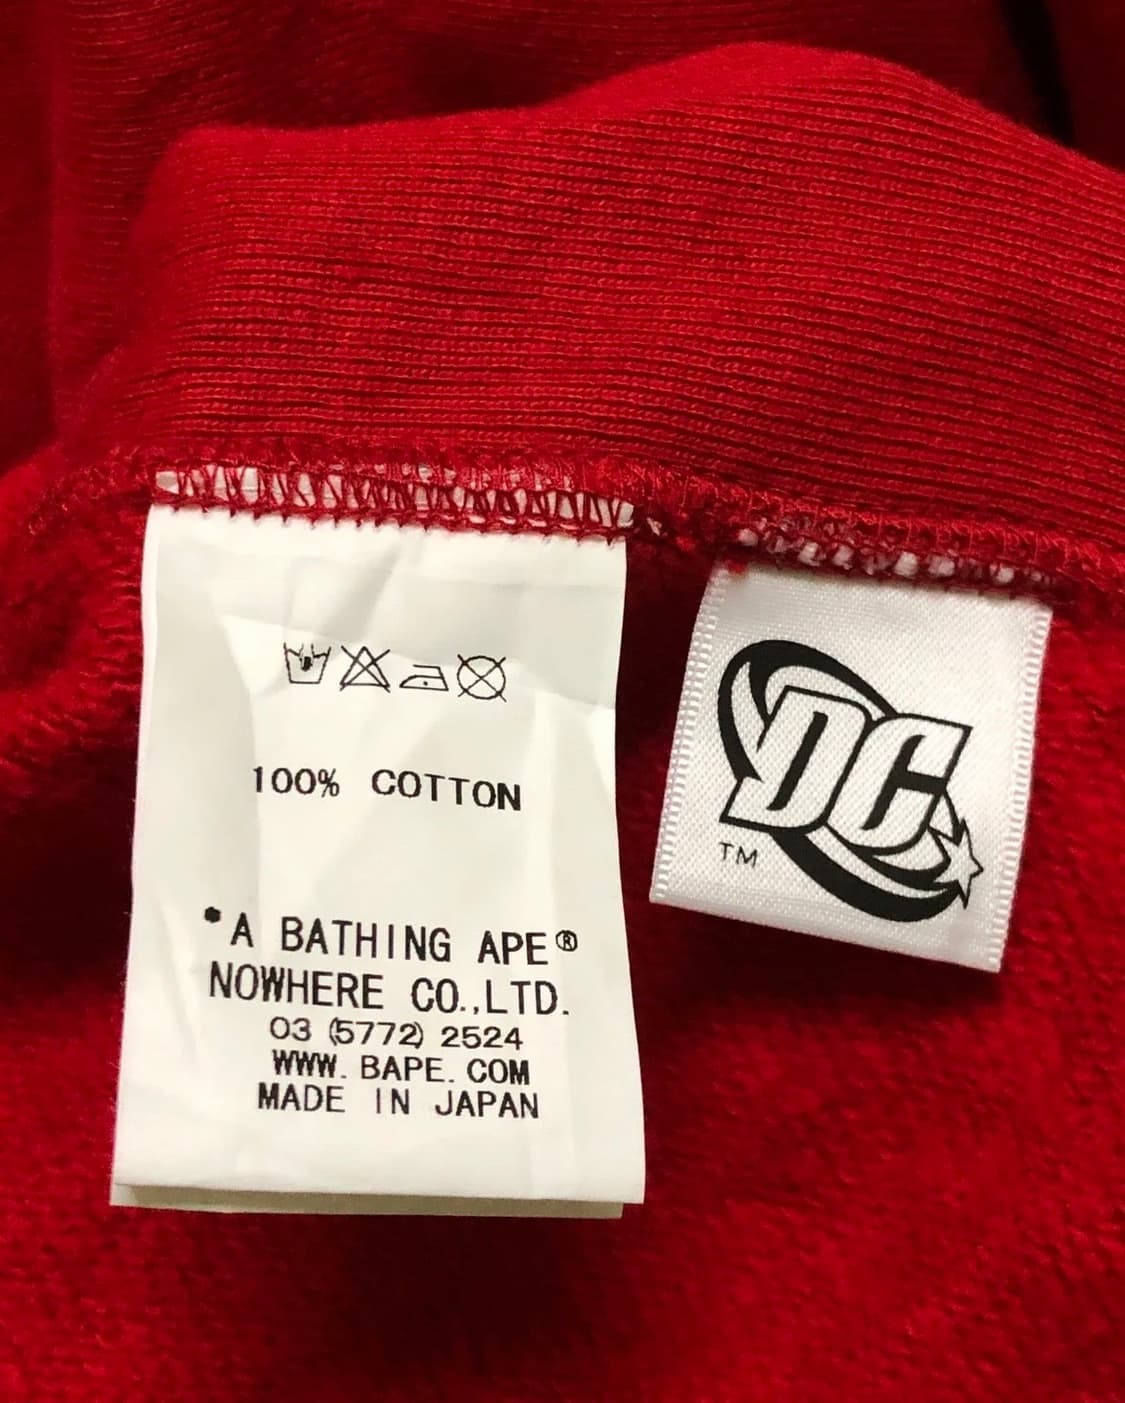 100% COTTON
*A BATHING APE®
NOWHERE CO.,LTD.
03 (5772) 2524
WWW. BAPE. COM
MADE IN JAPAN
DC
TM